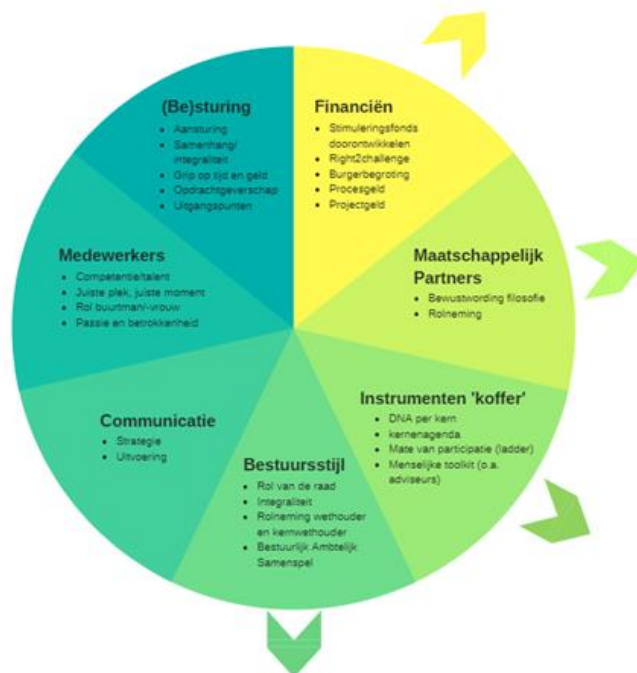 (Be)sturing
• Aansturing
• Samenhang/
integraliteit
• Grip op tijd en geld
• Opdrachtgeverschap
• Uitgangspunten
Financiën
• Stimuleringsfonds
doorontwikkelen
• Right2challenge
• Burgerbegroting
• Procesgeld
• Projectgeld
Maatschappelijk
Partners
• Bewustwording filosofie
• Rolneming
Instrumenten 'koffer'
• DNA per kern
• kernenagenda
• Mate van participatie (ladder)
• Menselijke toolkit (o.a.
adviseurs)
Bestuursstijl
• Rol van de raad
• Integraliteit
• Rolneming wethouder
en kernwethouder
• Bestuurlijk Ambtelijk
Samenspel
Communicatie
• Strategie
• Uitvoering
Medewerkers
• Competentie/talent
• Juiste plek, juiste moment
• Rol buurtman/-vrouw
• Passie en betrokkenheid